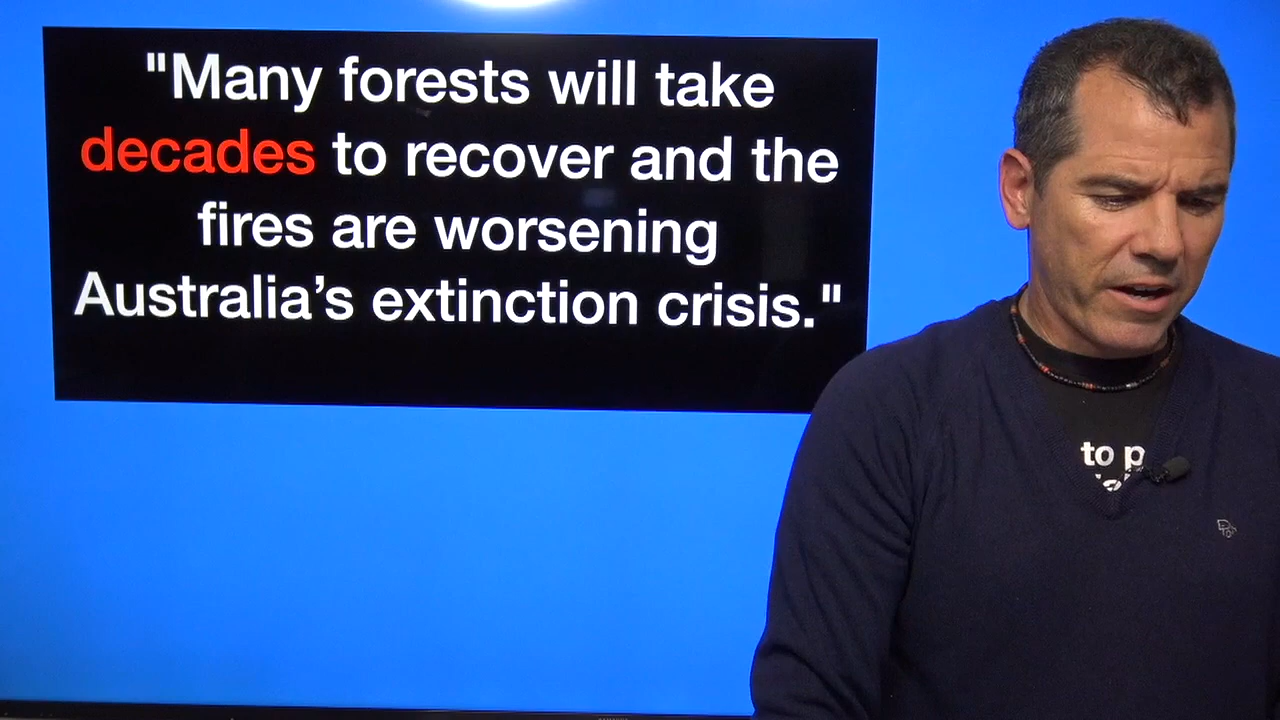 "Many forests will take
decades to recover and the
fires are worsening
Australia’s extinction crisis."
to p